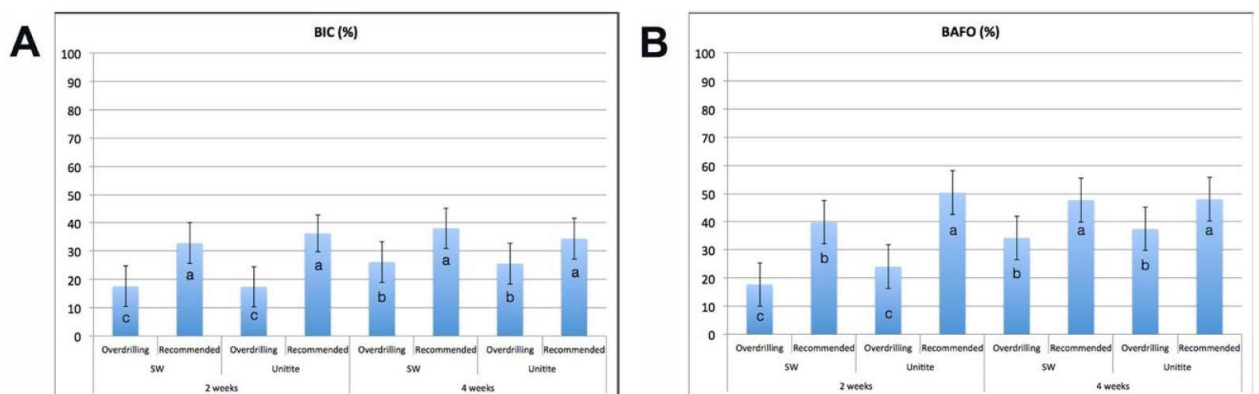 A
BIC (%)
100
90
80
70
60
50
40
30
20
10
0
a
a
a
a
b
b
c
c
Overdrilling Recommended Overdrilling Recommended Overdrilling Recommended Overdrilling Recommended
SW Unitite SW Unitite
2 weeks 4 weeks
B
BAFO (%)
100
90
80
70
60
50
40
30
20
10
0
a
a
a
b
b
b
c
c
Overdrilling Recommended Overdrilling Recommended Overdrilling Recommended Overdrilling Recommended
SW Unitite SW Unitite
2 weeks 4 weeks